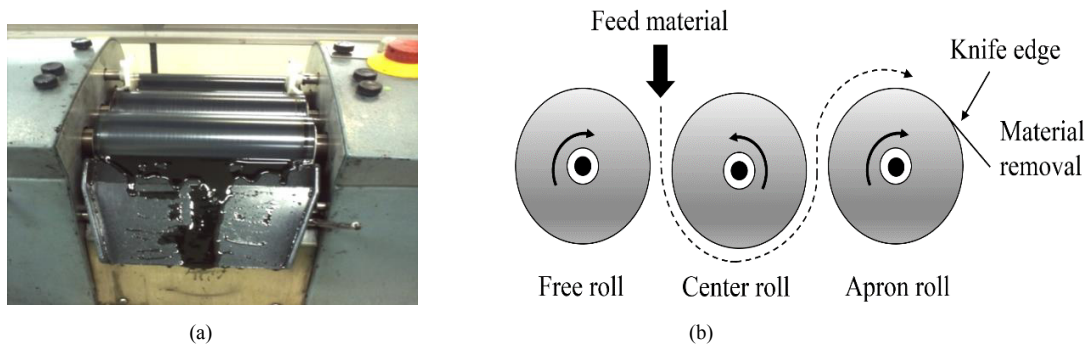 Feed material
Knife edge
Material
removal
Free roll
Center roll
Apron roll
(a)
(b)